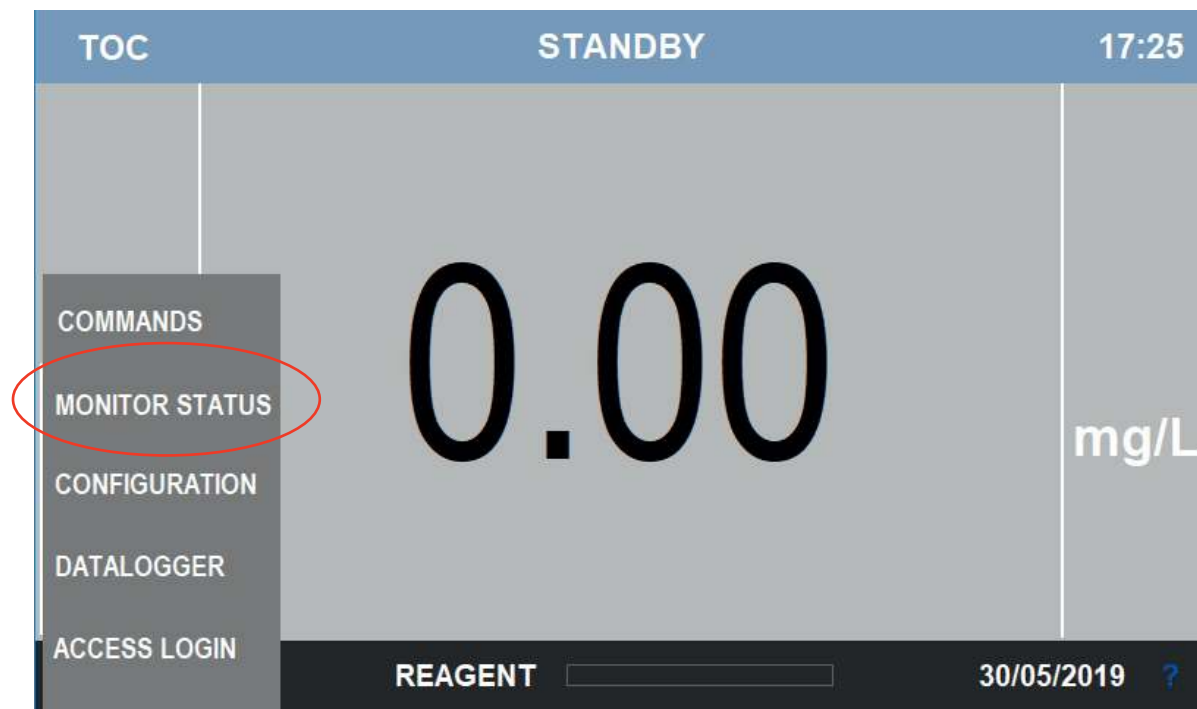 TOC STANDBY 17:25
0.00
mg/L
COMMANDS
MONITOR STATUS
CONFIGURATION
DATALOGGER
ACCESS LOGIN
REAGENT 30/05/2019 ?